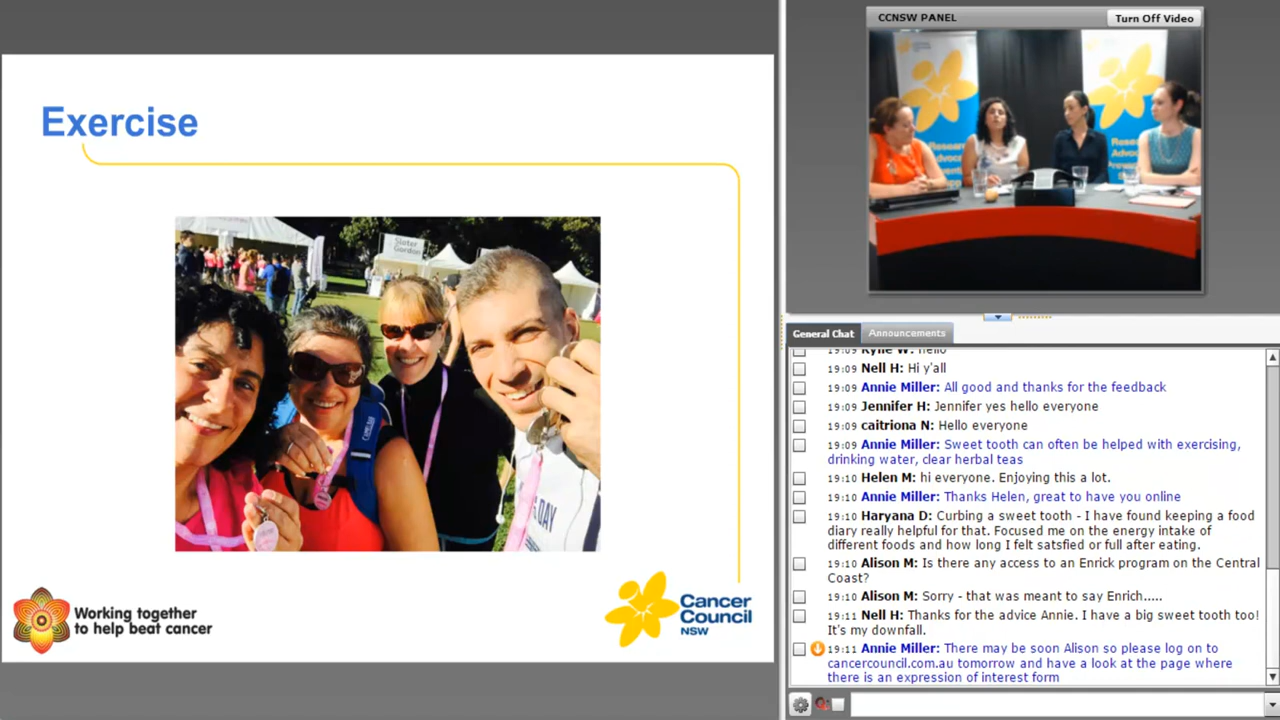 Exercise
Slater
Gordon
Working together
to help beat cancer
Cancer
Council
NSW
CCNSW PANEL
Turn Off Video
General Chat
Announcements
19:09 Kylie W: Hello
19:09 Nell H: Hi y'all
19:09 Annie Miller: All good and thanks for the feedback
19:09 Jennifer H: Jennifer yes hello everyone
19:09 caitriona N: Hello everyone
19:09 Annie Miller: Sweet tooth can often be helped with exercising,
drinking water, clear herbal teas
19:10 Helen M: hi everyone. Enjoying this a lot.
19:10 Annie Miller: Thanks Helen, great to have you online
19:10 Haryana D: Curbing a sweet tooth - I have found keeping a food
diary really helpful for that. Focused me on the energy intake of
different foods and how long I felt satsfied or full after eating.
19:10 Alison M: Is there any access to an Enrick program on the Central
Coast?
19:10 Alison M: Sorry - that was meant to say Enrich.....
19:11 Nell H: Thanks for the advice Annie. I have a big sweet tooth too!
It's my downfall.
19:11 Annie Miller: There may be soon Alison so please log on to
cancercouncil.com.au tomorrow and have a look at the page where
there is an expression of interest form